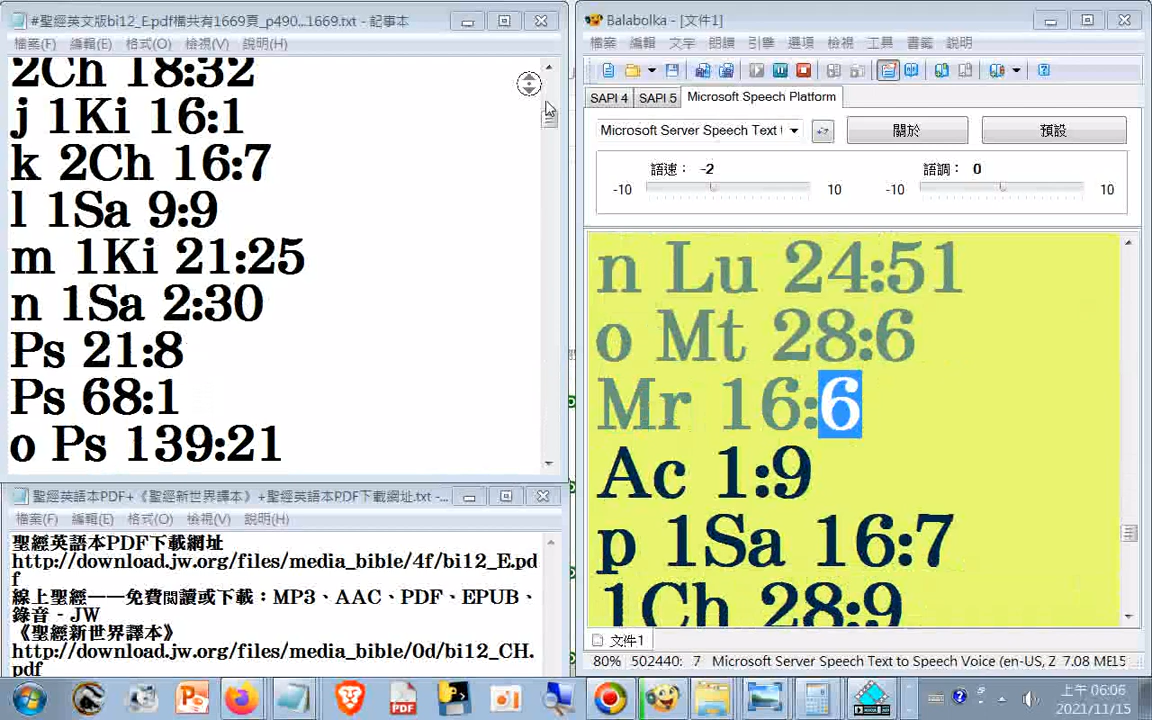 #聖經英文版bi12_E.pdf橫共有1669頁_p490...1669.txt - 記事本
檔案(F) 編輯(E) 格式(O) 檢視(V) 說明(H)
2Ch 18:32
j 1Ki 16:1
k 2Ch 16:7
l 1Sa 9:9
m 1Ki 21:25
n 1Sa 2:30
Ps 21:8
Ps 68:1
o Ps 139:21
聖經英語本PDF+《聖經新世界譯本》+聖經英語本PDF下載網址.txt - ...
檔案(F) 編輯(E) 格式(O) 檢視(V) 說明(H)
聖經英語本PDF下載網址
http://download.jw.org/files/media_bible/4f/bi12_E.pd
f
線上聖經——免費閱讀或下載：MP3、AAC、PDF、EPUB、
錄音 - JW
《聖經新世界譯本》
http://download.jw.org/files/media_bible/0d/bi12_CH.
pdf
Balabolka - [文件1]
檔案 編輯 文字 朗讀 引擎 選項 檢視 工具 書籤 說明
SAPI 4 SAPI 5 Microsoft Speech Platform
Microsoft Server Speech Text 關於 預設
語速： -2 語調： 0
-10 10 -10 10
n Lu 24:51
o Mt 28:6
Mr 16:6
Ac 1:9
p 1Sa 16:7
1Ch 28:9
文件1
80% 502440: 7 Microsoft Server Speech Text to Speech Voice (en-US, Z 7.08 ME15
上午 06:06
2021/11/15